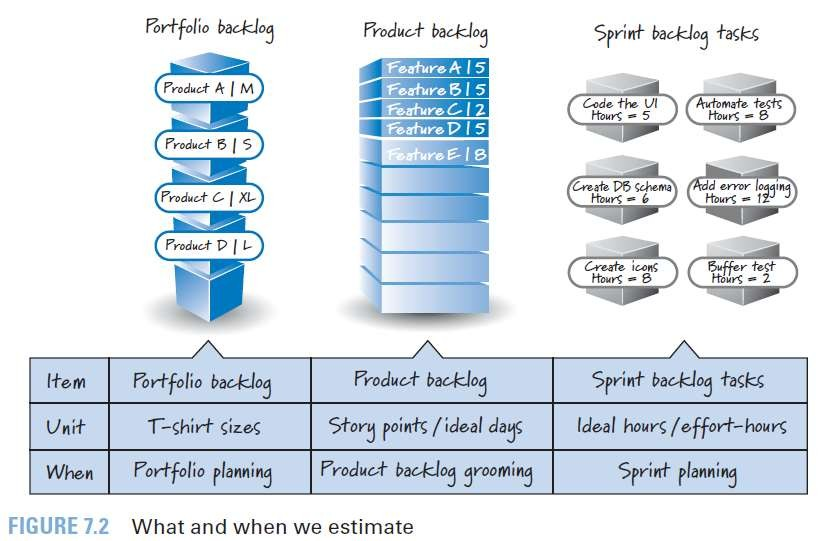 Portfolio backlog
Product A | M
Product B | S
Product C | XL
Product D | L
Product backlog
Feature A | 5
Feature B | 5
Feature C | 2
Feature D | 5
Feature E | 8
Sprint backlog tasks
Code the UI
Hours = 5
Automate tests
Hours = 8
Create DB schema
Hours = 6
Add error logging
Hours = 12
Create icons
Hours = 8
Buffer test
Hours = 2
Item Portfolio backlog Product backlog Sprint backlog tasks
Unit T-shirt sizes Story points / ideal days Ideal hours / effort-hours
When Portfolio planning Product backlog grooming Sprint planning
FIGURE 7.2 What and when we estimate